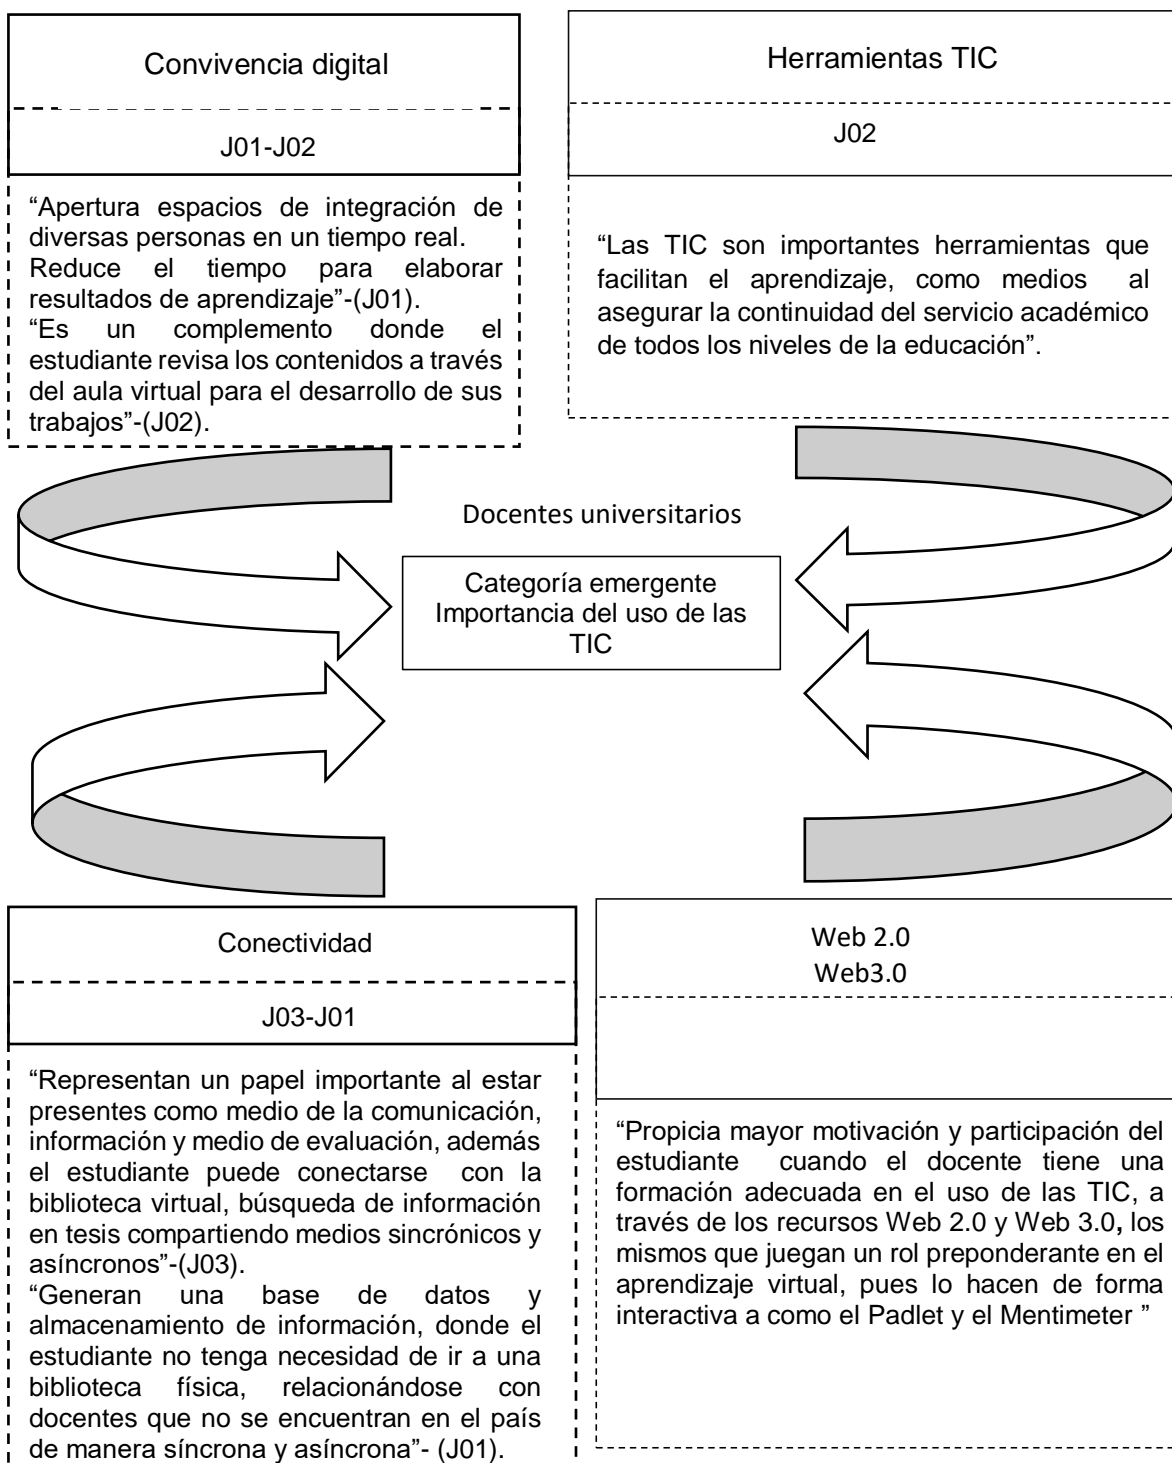 Convivencia digital
J01-J02
“Apertura espacios de integración de
diversas personas en un tiempo real.
Reduce el tiempo para elaborar
resultados de aprendizaje”-(J01).
“Es un complemento donde el
estudiante revisa los contenidos a través
del aula virtual para el desarrollo de sus
trabajos”-(J02).
Herramientas TIC
J02
“Las TIC son importantes herramientas que
facilitan el aprendizaje, como medios al
asegurar la continuidad del servicio académico
de todos los niveles de la educación”.
Docentes universitarios
Categoría emergente
Importancia del uso de las
TIC
Conectividad
J03-J01
“Representan un papel importante al estar
presentes como medio de la comunicación,
información y medio de evaluación, además
el estudiante puede conectarse con la
biblioteca virtual, búsqueda de información
en tesis compartiendo medios sincrónicos y
asíncronos”-(J03).
“Generan una base de datos y
almacenamiento de información, donde el
estudiante no tenga necesidad de ir a una
biblioteca física, relacionándose con
docentes que no se encuentran en el país
de manera síncrona y asíncrona”- (J01).
Web 2.0
Web3.0
“Propicia mayor motivación y participación del
estudiante cuando el docente tiene una
formación adecuada en el uso de las TIC, a
través de los recursos Web 2.0 y Web 3.0, los
mismos que juegan un rol preponderante en el
aprendizaje virtual, pues lo hacen de forma
interactiva a como el Padlet y el Mentimeter ”